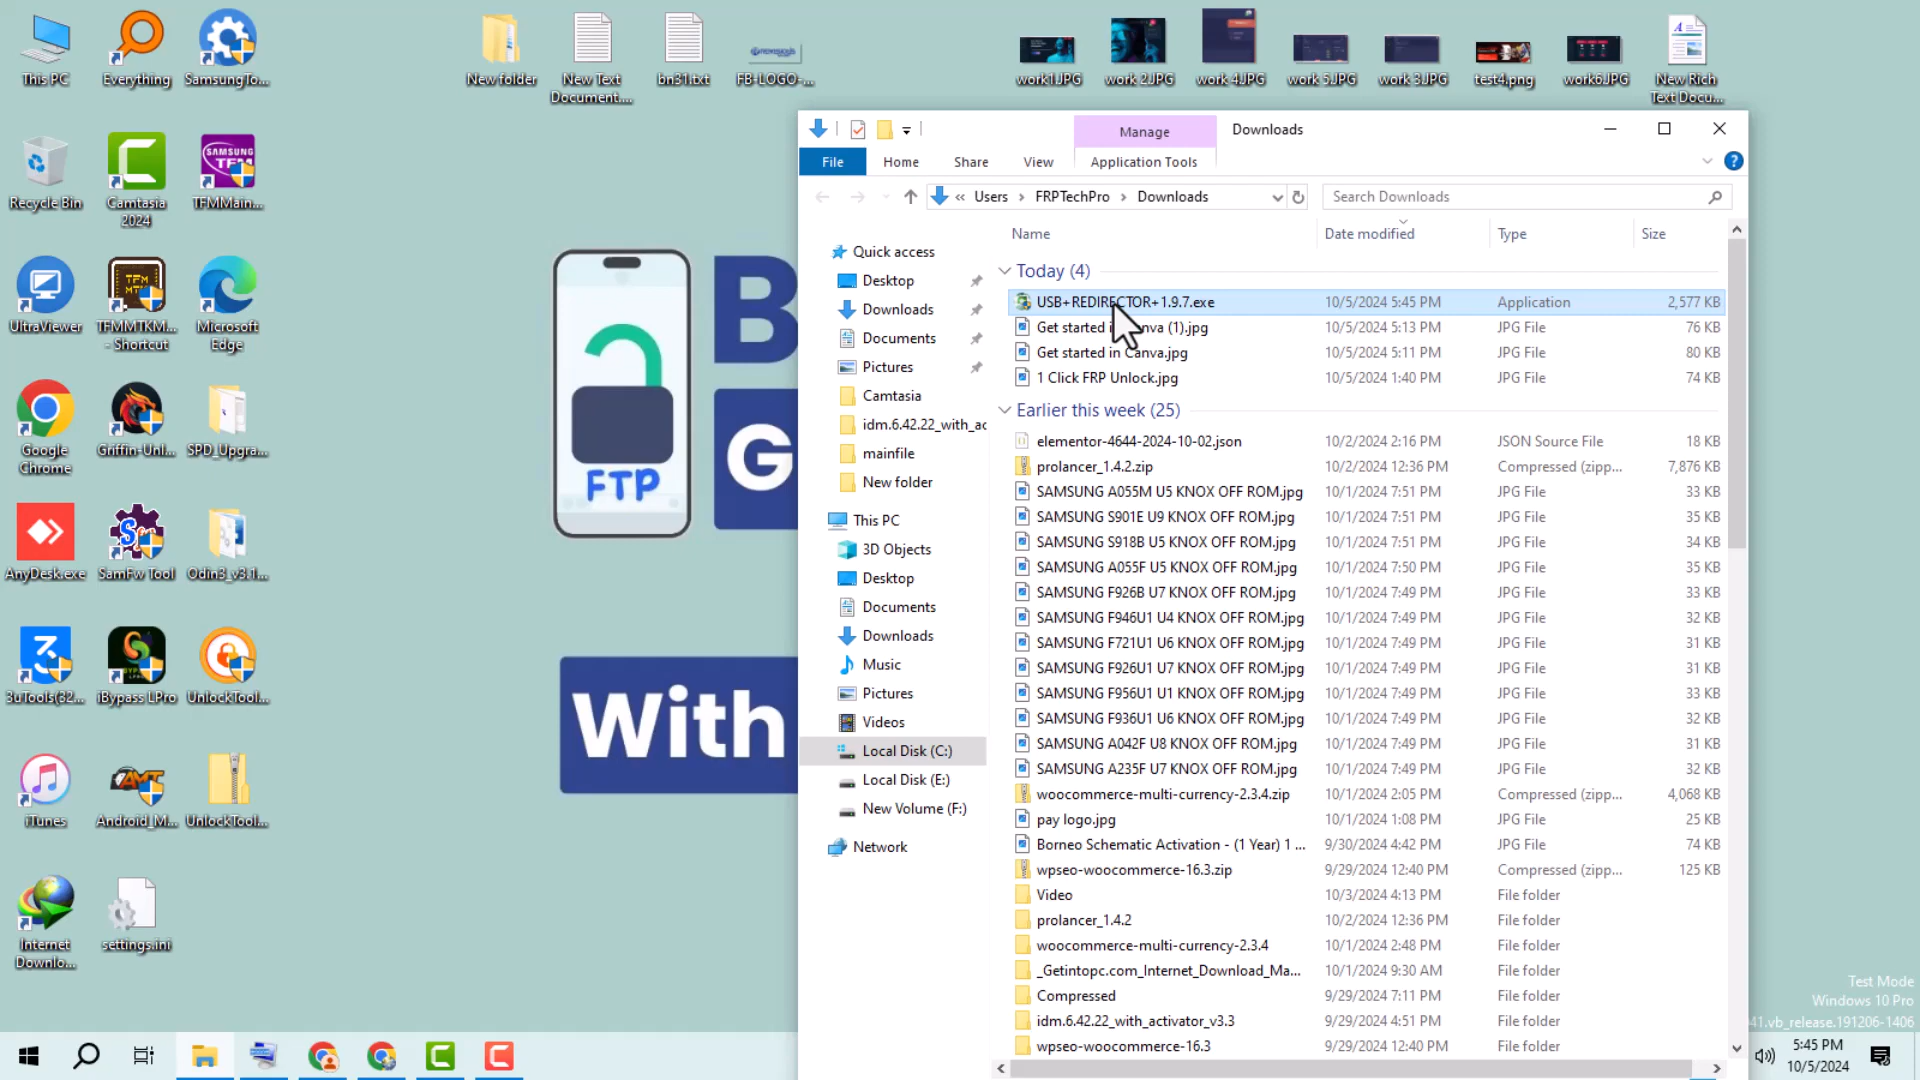 This PC
Everything
SamsungTo...
New folder
New Text
Document....
bn31.txt
FB-LOGO-...
work1.JPG
work 2.JPG
work 4.JPG
work 5.JPG
work 3.JPG
test4.png
work6.JPG
New Rich
Text Docu...
Recycle Bin
Camtasia
2024
SAMSUNG
TFM
TFMMain...
UltraViewer
TFMMTKM...
- Shortcut
Microsoft
Edge
Google
Chrome
Griffin-Unl...
SPD_Upgra...
AnyDesk.exe
SamFw Tool
Odin3_v3.1...
3uTools(32...
iBypass LPro
UnlockTool...
iTunes
Android_M...
UnlockTool...
Internet
Downlo...
settings.ini
FTP
B
G
With
Manage
Downloads
File
Home
Share
View
Application Tools
« Users › FRPTechPro › Downloads
Search Downloads
Name
Date modified
Type
Size
Quick access
Desktop
Downloads
Documents
Pictures
Camtasia
idm.6.42.22_with_ac
mainfile
New folder
This PC
3D Objects
Desktop
Documents
Downloads
Music
Pictures
Videos
Local Disk (C:)
Local Disk (E:)
New Volume (F:)
Network
Today (4)
USB+REDIRECTOR+1.9.7.exe 10/5/2024 5:45 PM Application 2,577 KB
Get started in Canva (1).jpg 10/5/2024 5:13 PM JPG File 76 KB
Get started in Canva.jpg 10/5/2024 5:11 PM JPG File 80 KB
1 Click FRP Unlock.jpg 10/5/2024 1:40 PM JPG File 74 KB
Earlier this week (25)
elementor-4644-2024-10-02.json 10/2/2024 2:16 PM JSON Source File 18 KB
prolancer_1.4.2.zip 10/2/2024 12:36 PM Compressed (zipp... 7,876 KB
SAMSUNG A055M U5 KNOX OFF ROM.jpg 10/1/2024 7:51 PM JPG File 33 KB
SAMSUNG S901E U9 KNOX OFF ROM.jpg 10/1/2024 7:51 PM JPG File 35 KB
SAMSUNG S918B U5 KNOX OFF ROM.jpg 10/1/2024 7:51 PM JPG File 34 KB
SAMSUNG A055F U5 KNOX OFF ROM.jpg 10/1/2024 7:50 PM JPG File 35 KB
SAMSUNG F926B U7 KNOX OFF ROM.jpg 10/1/2024 7:49 PM JPG File 33 KB
SAMSUNG F946U1 U4 KNOX OFF ROM.jpg 10/1/2024 7:49 PM JPG File 32 KB
SAMSUNG F721U1 U6 KNOX OFF ROM.jpg 10/1/2024 7:49 PM JPG File 31 KB
SAMSUNG F926U1 U7 KNOX OFF ROM.jpg 10/1/2024 7:49 PM JPG File 31 KB
SAMSUNG F956U1 U1 KNOX OFF ROM.jpg 10/1/2024 7:49 PM JPG File 33 KB
SAMSUNG F936U1 U6 KNOX OFF ROM.jpg 10/1/2024 7:49 PM JPG File 32 KB
SAMSUNG A042F U8 KNOX OFF ROM.jpg 10/1/2024 7:49 PM JPG File 31 KB
SAMSUNG A235F U7 KNOX OFF ROM.jpg 10/1/2024 7:49 PM JPG File 32 KB
woocommerce-multi-currency-2.3.4.zip 10/1/2024 2:05 PM Compressed (zipp... 4,068 KB
pay logo.jpg 10/1/2024 1:08 PM JPG File 25 KB
Borneo Schematic Activation - (1 Year) 1 ... 9/30/2024 4:42 PM JPG File 74 KB
wpseo-woocommerce-16.3.zip 9/29/2024 12:40 PM Compressed (zipp... 125 KB
Video 10/3/2024 4:13 PM File folder
prolancer_1.4.2 10/2/2024 12:36 PM File folder
woocommerce-multi-currency-2.3.4 10/1/2024 2:48 PM File folder
_Getintopc.com_Internet_Download_Ma... 10/1/2024 9:30 AM File folder
Compressed 9/29/2024 7:11 PM File folder
idm.6.42.22_with_activator_v3.3 9/29/2024 4:51 PM File folder
wpseo-woocommerce-16.3 9/29/2024 12:40 PM File folder
Test Mode
Windows 10 Pro
41.vb_release.191206-1406
5:45 PM
10/5/2024